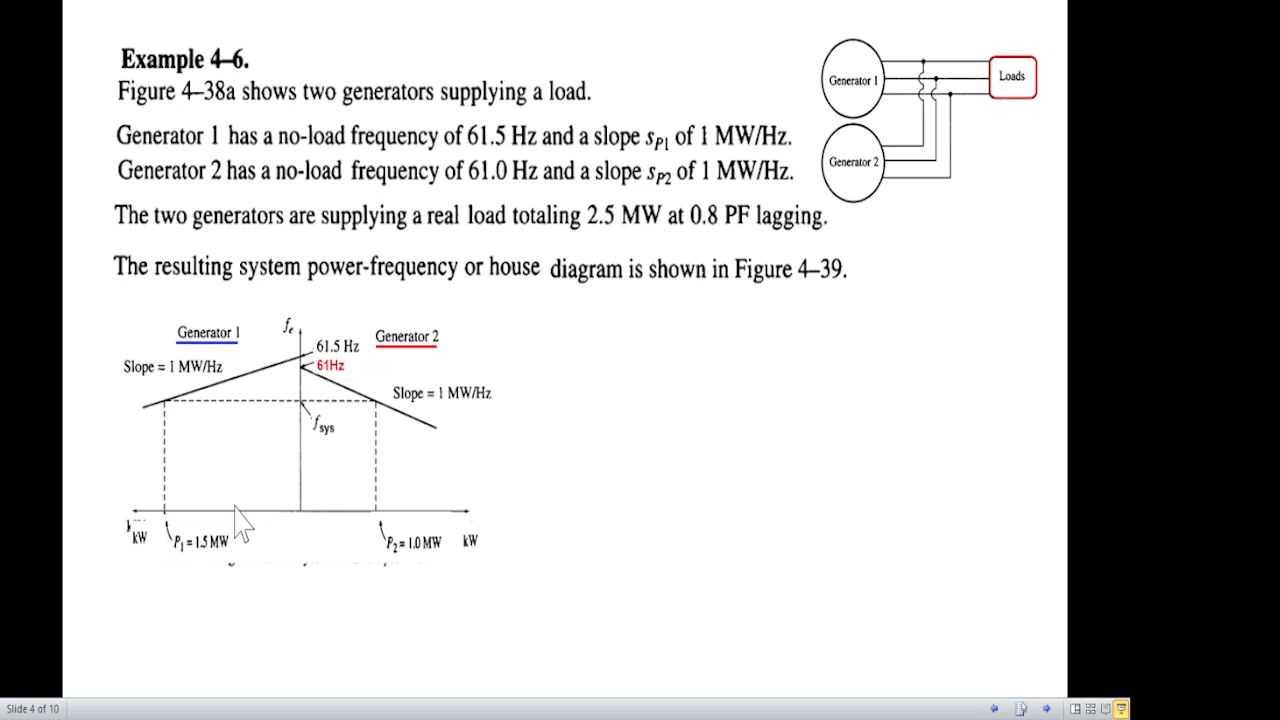 Example 4–6.
Figure 4–38a shows two generators supplying a load.
Generator 1 has a no-load frequency of 61.5 Hz and a slope sP1 of 1 MW/Hz.
Generator 2 has a no-load frequency of 61.0 Hz and a slope sP2 of 1 MW/Hz.
The two generators are supplying a real load totaling 2.5 MW at 0.8 PF lagging.
The resulting system power-frequency or house diagram is shown in Figure 4–39.
Generator 1
Loads
Generator 2
Generator 1
fe
61.5 Hz
Generator 2
Slope = 1 MW/Hz
61Hz
Slope = 1 MW/Hz
fsys
kW
P1 = 1.5 MW
P2 = 1.0 MW
kW
Slide 4 of 10